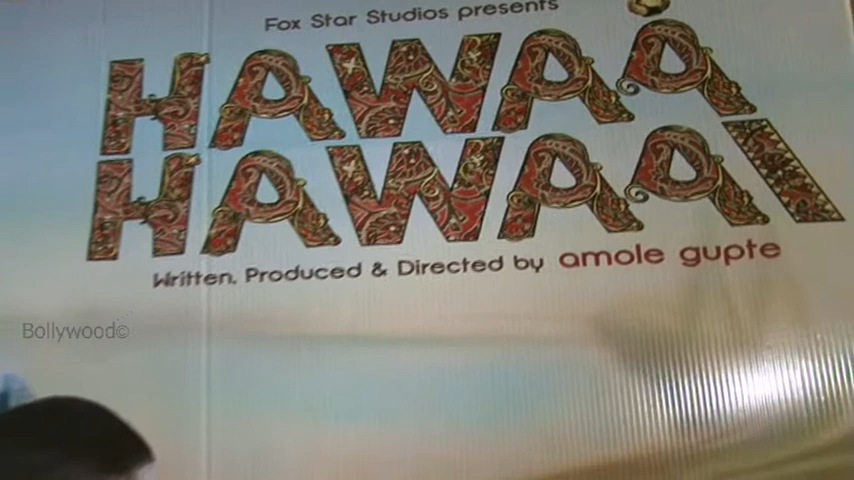 Fox Star Studios presents
HAWAA
HAWAAI
Written, Produced & Directed by amole gupte
Bollywood©